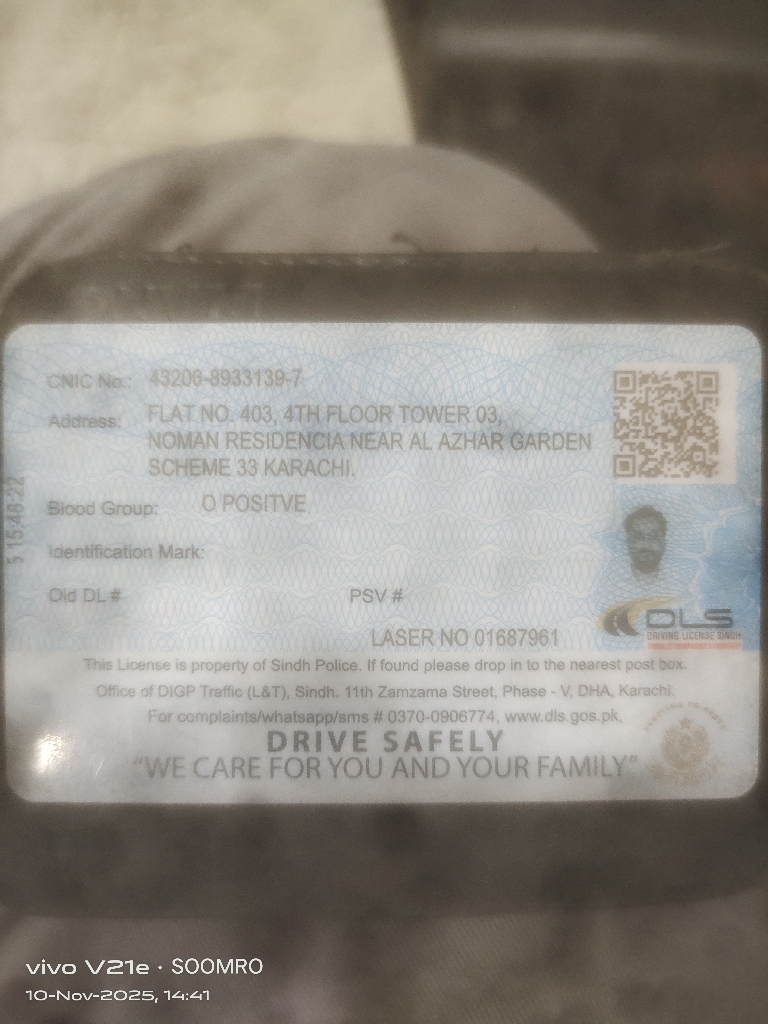 CNIC No.: 43206-8933139-7
Address: FLAT NO. 403, 4TH FLOOR TOWER 03,
NOMAN RESIDENCIA NEAR AL AZHAR GARDEN
SCHEME 33 KARACHI.
Blood Group: O POSITVE
Identification Mark:
Old DL # PSV #
LASER NO 01687961
5 15:48:22
DLS
DRIVING LICENSE SINDH
This License is property of Sindh Police. If found please drop in to the nearest post box.
Office of DIGP Traffic (L&T), Sindh. 11th Zamzama Street, Phase - V, DHA, Karachi.
For complaints/whatsapp/sms # 0370-0906774, www.dls.gos.pk,
DRIVE SAFELY
"WE CARE FOR YOU AND YOUR FAMILY"
vivo V21e · SOOMRO
10-Nov-2025, 14:41